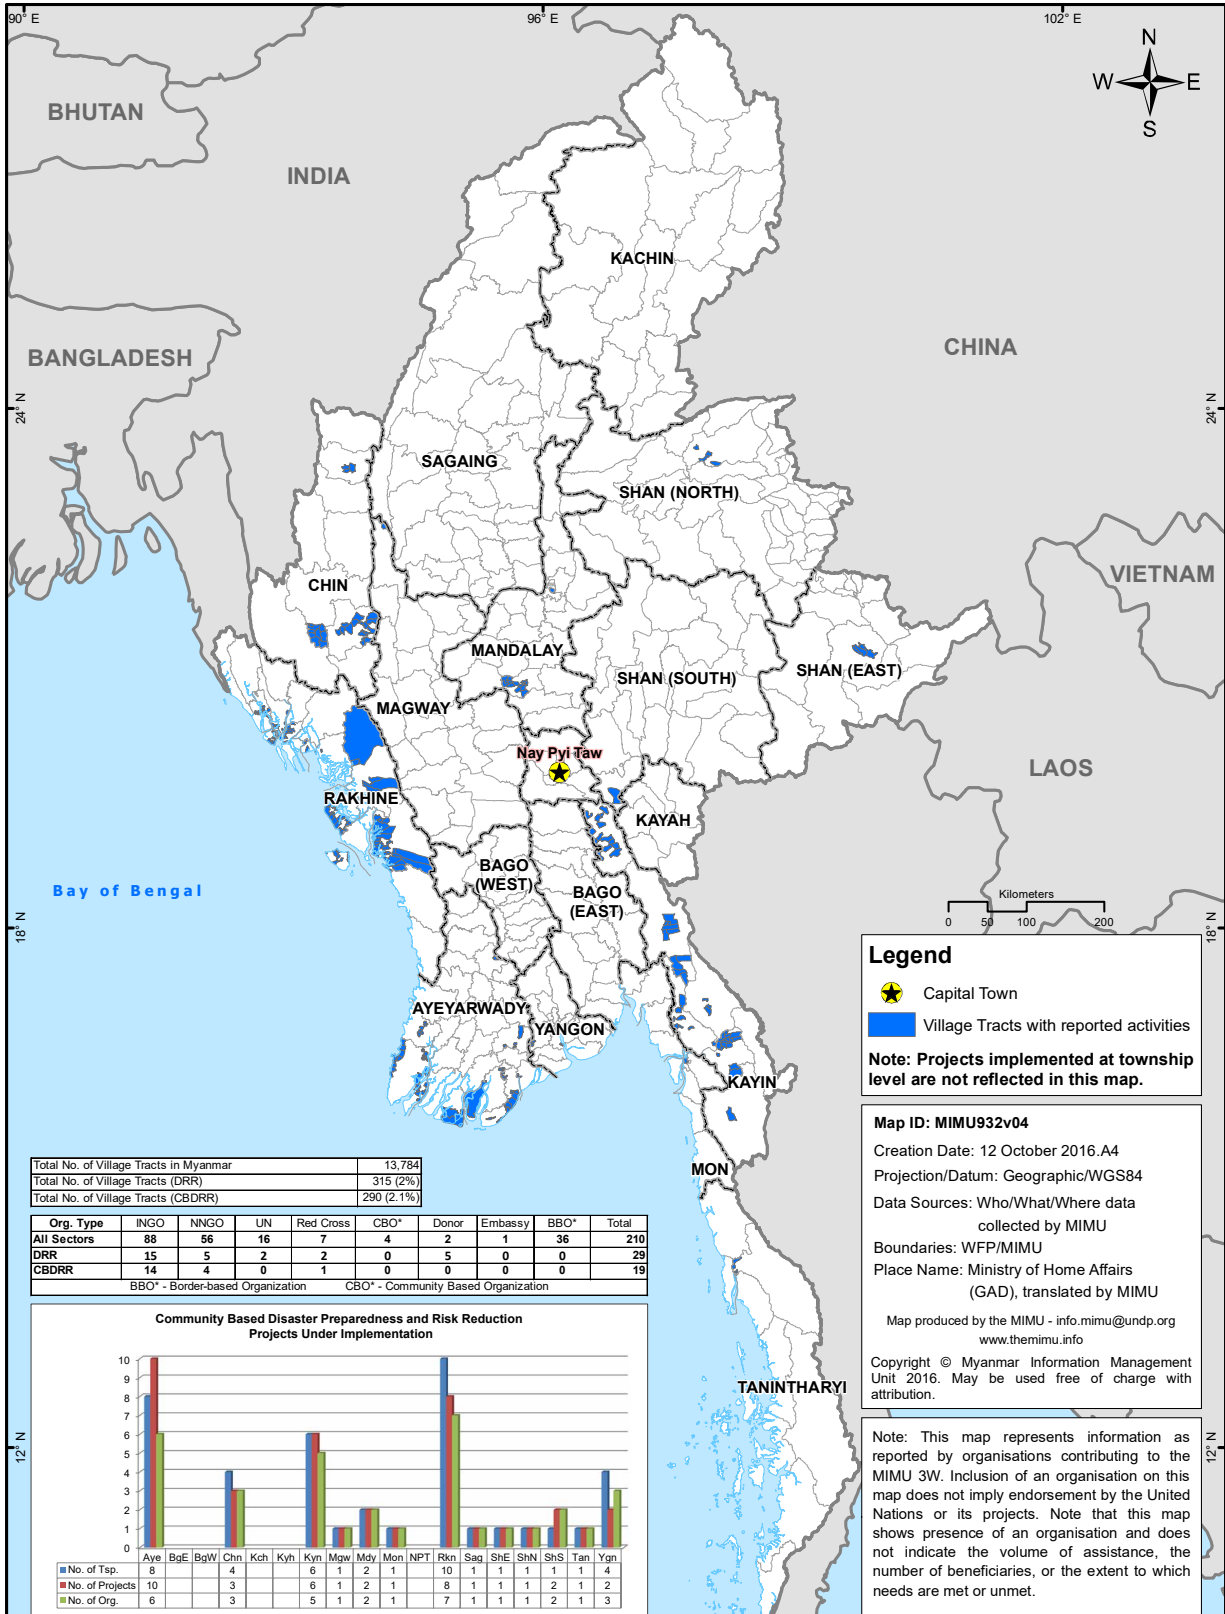 90° E
96° E
102° E
N
W E
S
BHUTAN
INDIA
KACHIN
CHINA
BANGLADESH
24° N
24° N
SAGAING
SHAN (NORTH)
VIETNAM
CHIN
MANDALAY
SHAN (SOUTH)
SHAN (EAST)
MAGWAY
Nay Pyi Taw
LAOS
RAKHINE
KAYAH
BAGO
(WEST)
BAGO
(EAST)
Bay of Bengal
Kilometers
0 50 100 200
18° N
18° N
AYEYARWADY
YANGON
KAYIN
MON
TANINTHARYI
12° N
12° N
Legend
Capital Town
Village Tracts with reported activities
Note: Projects implemented at township
level are not reflected in this map.
Map ID: MIMU932v04
Creation Date: 12 October 2016.A4
Projection/Datum: Geographic/WGS84
Data Sources: Who/What/Where data
collected by MIMU
Boundaries: WFP/MIMU
Place Name: Ministry of Home Affairs
(GAD), translated by MIMU
Map produced by the MIMU - info.mimu@undp.org
www.themimu.info
Copyright © Myanmar Information Management
Unit 2016. May be used free of charge with
attribution.
Note: This map represents information as
reported by organisations contributing to the
MIMU 3W. Inclusion of an organisation on this
map does not imply endorsement by the United
Nations or its projects. Note that this map
shows presence of an organisation and does
not indicate the volume of assistance, the
number of beneficiaries, or the extent to which
needs are met or unmet.
Total No. of Village Tracts in Myanmar 13,784
Total No. of Village Tracts (DRR) 315 (2%)
Total No. of Village Tracts (CBDRR) 290 (2.1%)
Org. Type INGO NNGO UN Red Cross CBO* Donor Embassy BBO* Total
All Sectors 88 56 16 7 4 2 1 36 210
DRR 15 5 2 2 0 5 0 0 29
CBDRR 14 4 0 1 0 0 0 0 19
BBO* - Border-based Organization CBO* - Community Based Organization
Community Based Disaster Preparedness and Risk Reduction
Projects Under Implementation
10
9
8
7
6
5
4
3
2
1
0
Aye BgE BgW Chn Kch Kyh Kyn Mgw Mdy Mon NPT Rkn Sag ShE ShN ShS Tan Ygn
No. of Tsp. 8 4 6 1 2 1 10 1 1 1 1 1 4
No. of Projects 10 3 6 1 2 1 8 1 1 1 2 1 2
No. of Org. 6 3 5 1 2 1 7 1 1 1 2 1 3